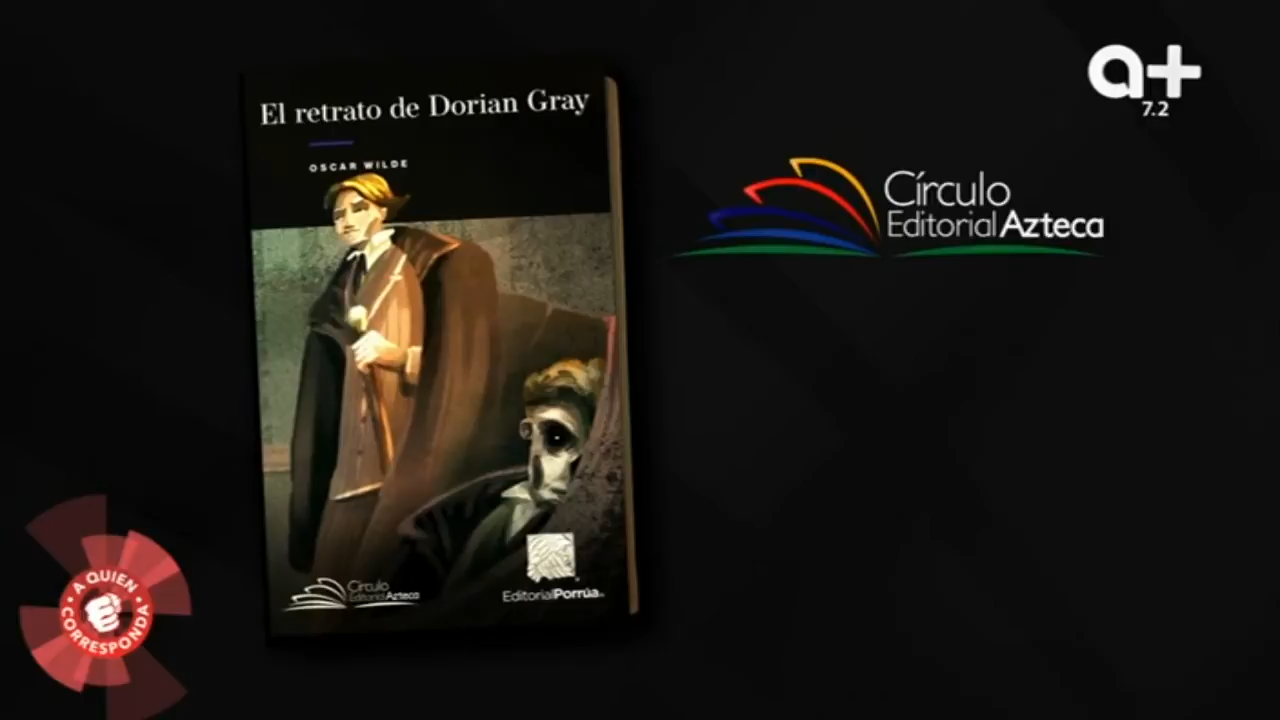 El retrato de Dorian Gray
OSCAR WILDE
Círculo
Editorial Azteca
Editorial Porrúa
a+
7.2
Círculo
Editorial Azteca
A QUIEN
CORRESPONDA